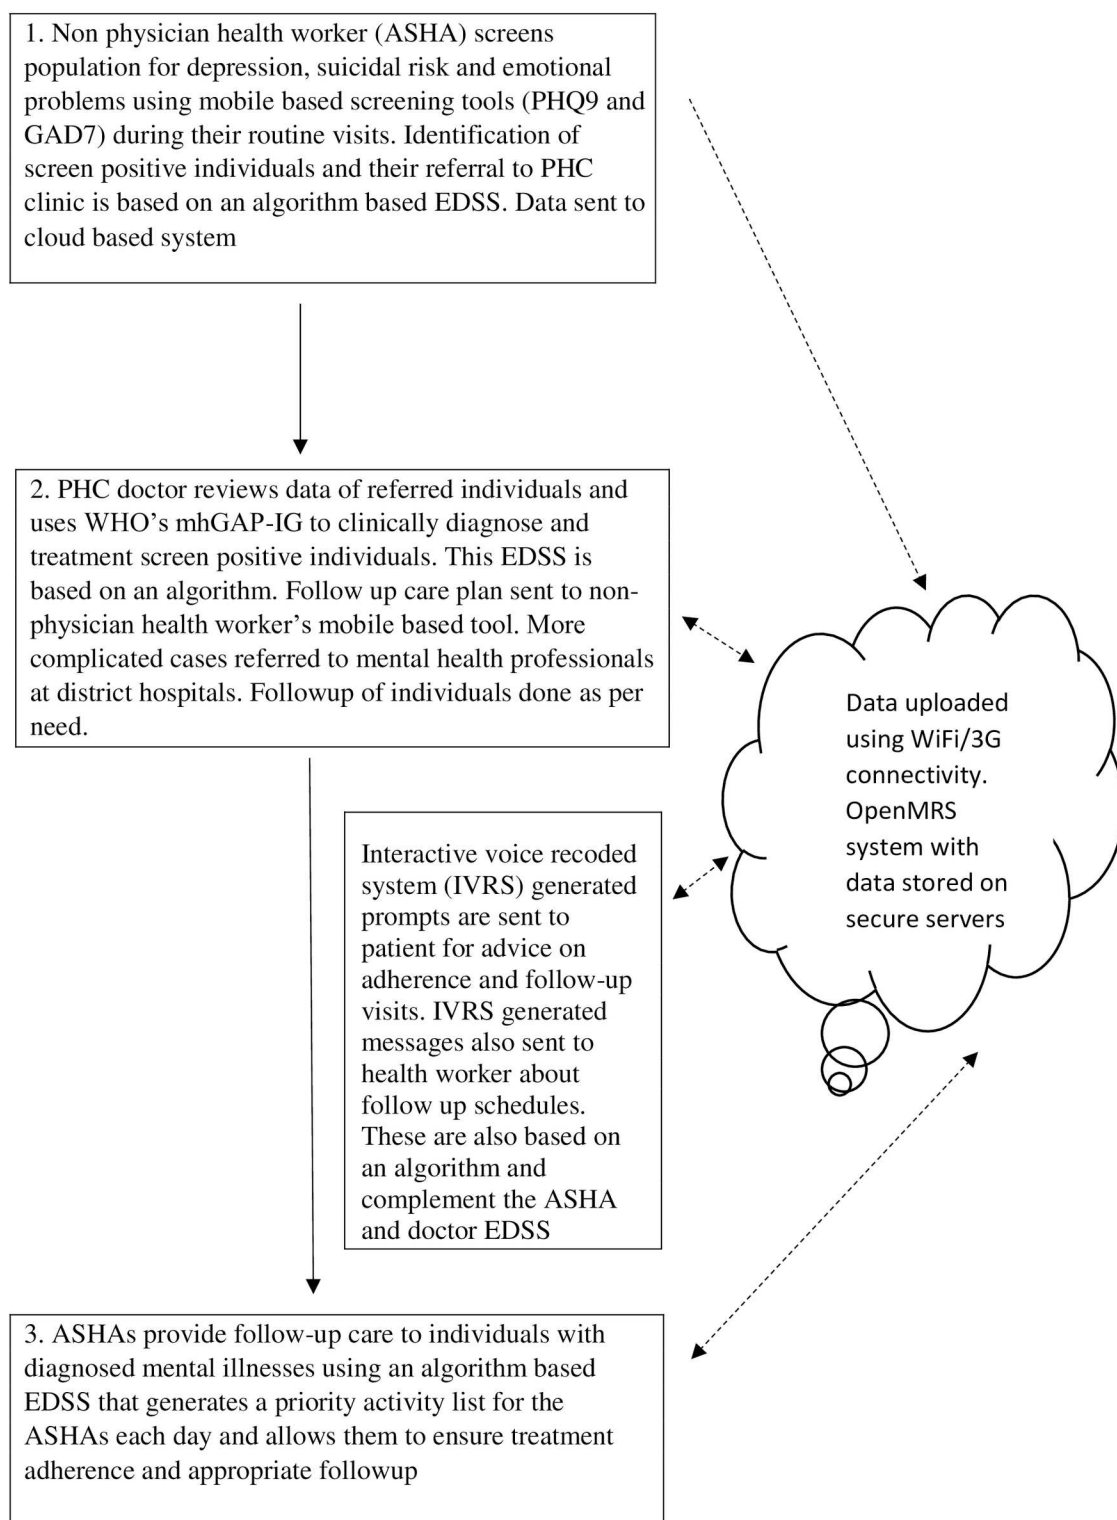 1. Non physician health worker (ASHA) screens
population for depression, suicidal risk and emotional
problems using mobile based screening tools (PHQ9 and
GAD7) during their routine visits. Identification of
screen positive individuals and their referral to PHC
clinic is based on an algorithm based EDSS. Data sent to
cloud based system
2. PHC doctor reviews data of referred individuals and
uses WHO’s mhGAP-IG to clinically diagnose and
treatment screen positive individuals. This EDSS is
based on an algorithm. Follow up care plan sent to non-
physician health worker’s mobile based tool. More
complicated cases referred to mental health professionals
at district hospitals. Followup of individuals done as per
need.
Data uploaded
using WiFi/3G
connectivity.
OpenMRS
system with
data stored on
secure servers
Interactive voice recoded
system (IVRS) generated
prompts are sent to
patient for advice on
adherence and follow-up
visits. IVRS generated
messages also sent to
health worker about
follow up schedules.
These are also based on
an algorithm and
complement the ASHA
and doctor EDSS
3. ASHAs provide follow-up care to individuals with
diagnosed mental illnesses using an algorithm based
EDSS that generates a priority activity list for the
ASHAs each day and allows them to ensure treatment
adherence and appropriate followup